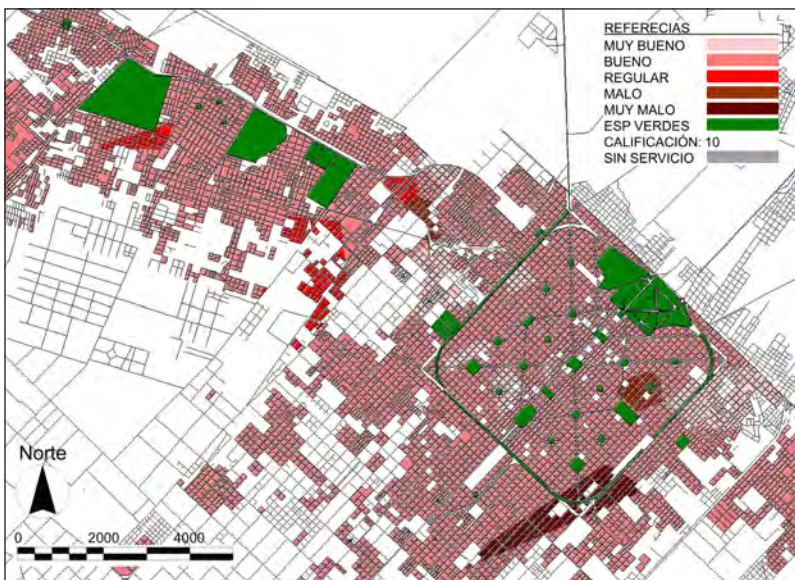 REFERECIAS
MUY BUENO
BUENO
REGULAR
MALO
MUY MALO
ESP VERDES
CALIFICACIÓN: 10
SIN SERVICIO
Norte
0 2000 4000